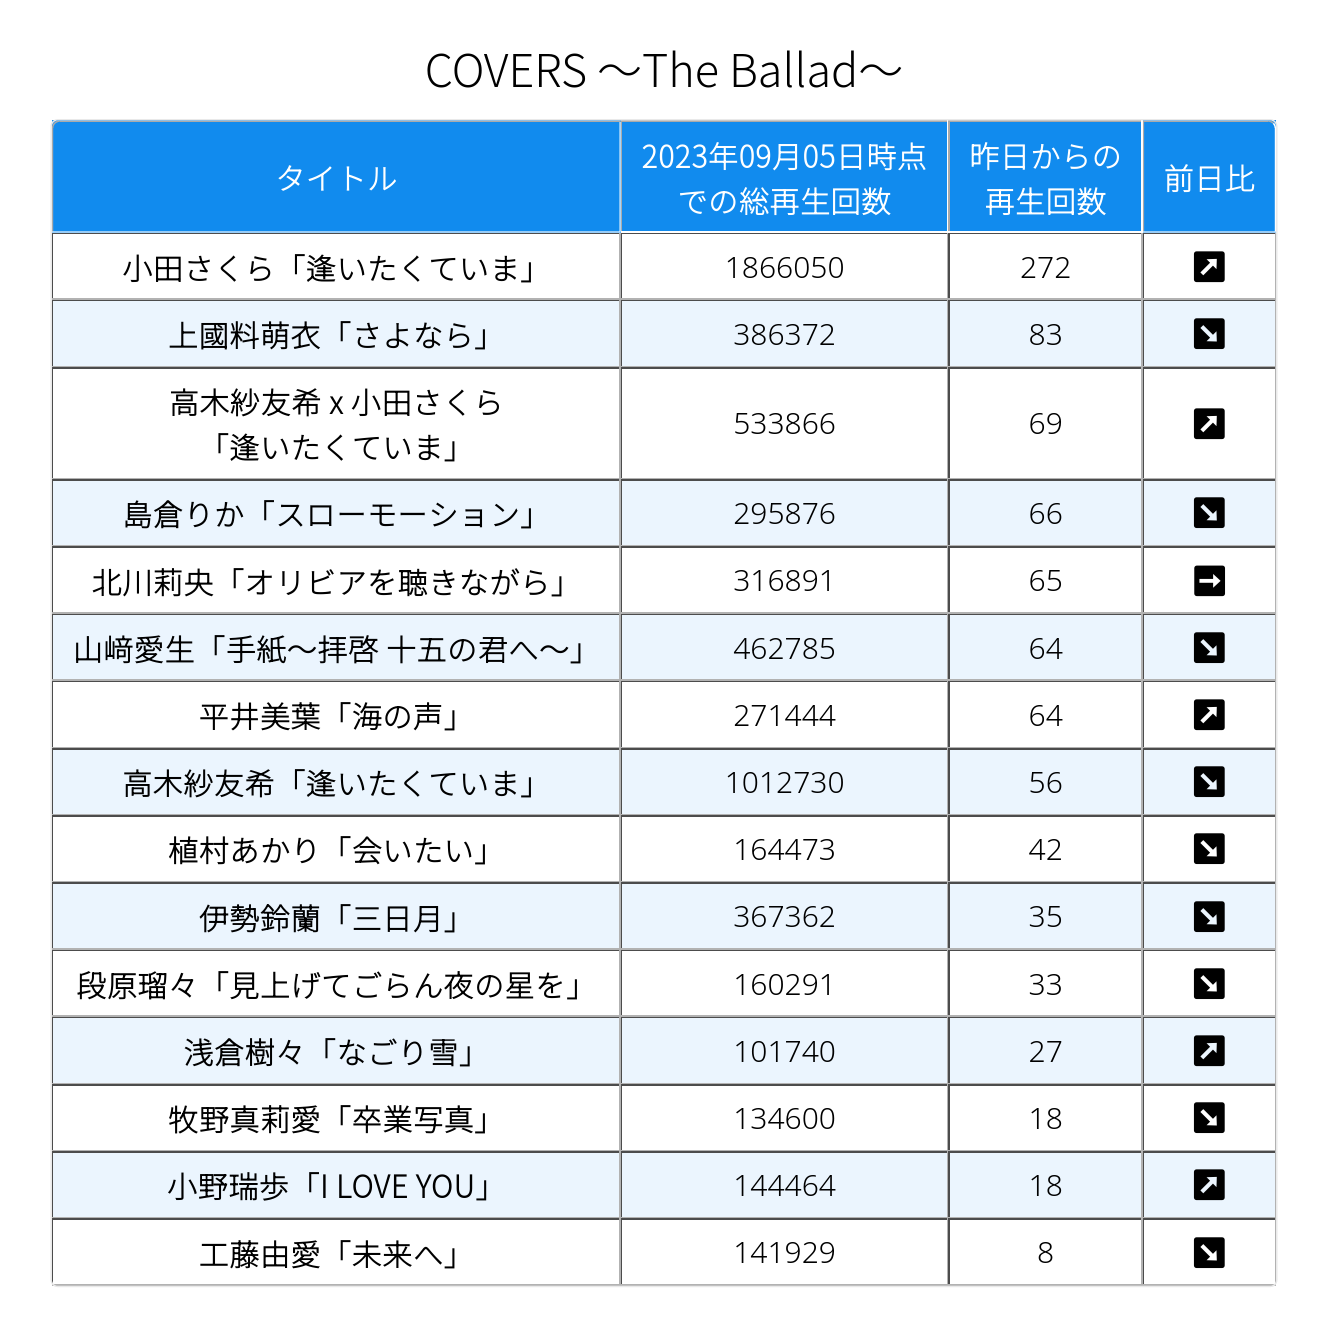 COVERS ～The Ballad～
タイトル
2023年09月05日時点
での総再生回数
昨日からの
再生回数
前日比
小田さくら「逢いたくていま」 1866050 272 ↗
上國料萌衣「さよなら」 386372 83 ↘
高木紗友希 x 小田さくら
「逢いたくていま」 533866 69 ↗
島倉りか「スローモーション」 295876 66 ↘
北川莉央「オリビアを聴きながら」 316891 65 →
山﨑愛生「手紙～拝啓 十五の君へ～」 462785 64 ↘
平井美葉「海の声」 271444 64 ↗
高木紗友希「逢いたくていま」 1012730 56 ↘
植村あかり「会いたい」 164473 42 ↘
伊勢鈴蘭「三日月」 367362 35 ↘
段原瑠々「見上げてごらん夜の星を」 160291 33 ↘
浅倉樹々「なごり雪」 101740 27 ↗
牧野真莉愛「卒業写真」 134600 18 ↘
小野瑞歩「I LOVE YOU」 144464 18 ↗
工藤由愛「未来へ」 141929 8 ↘